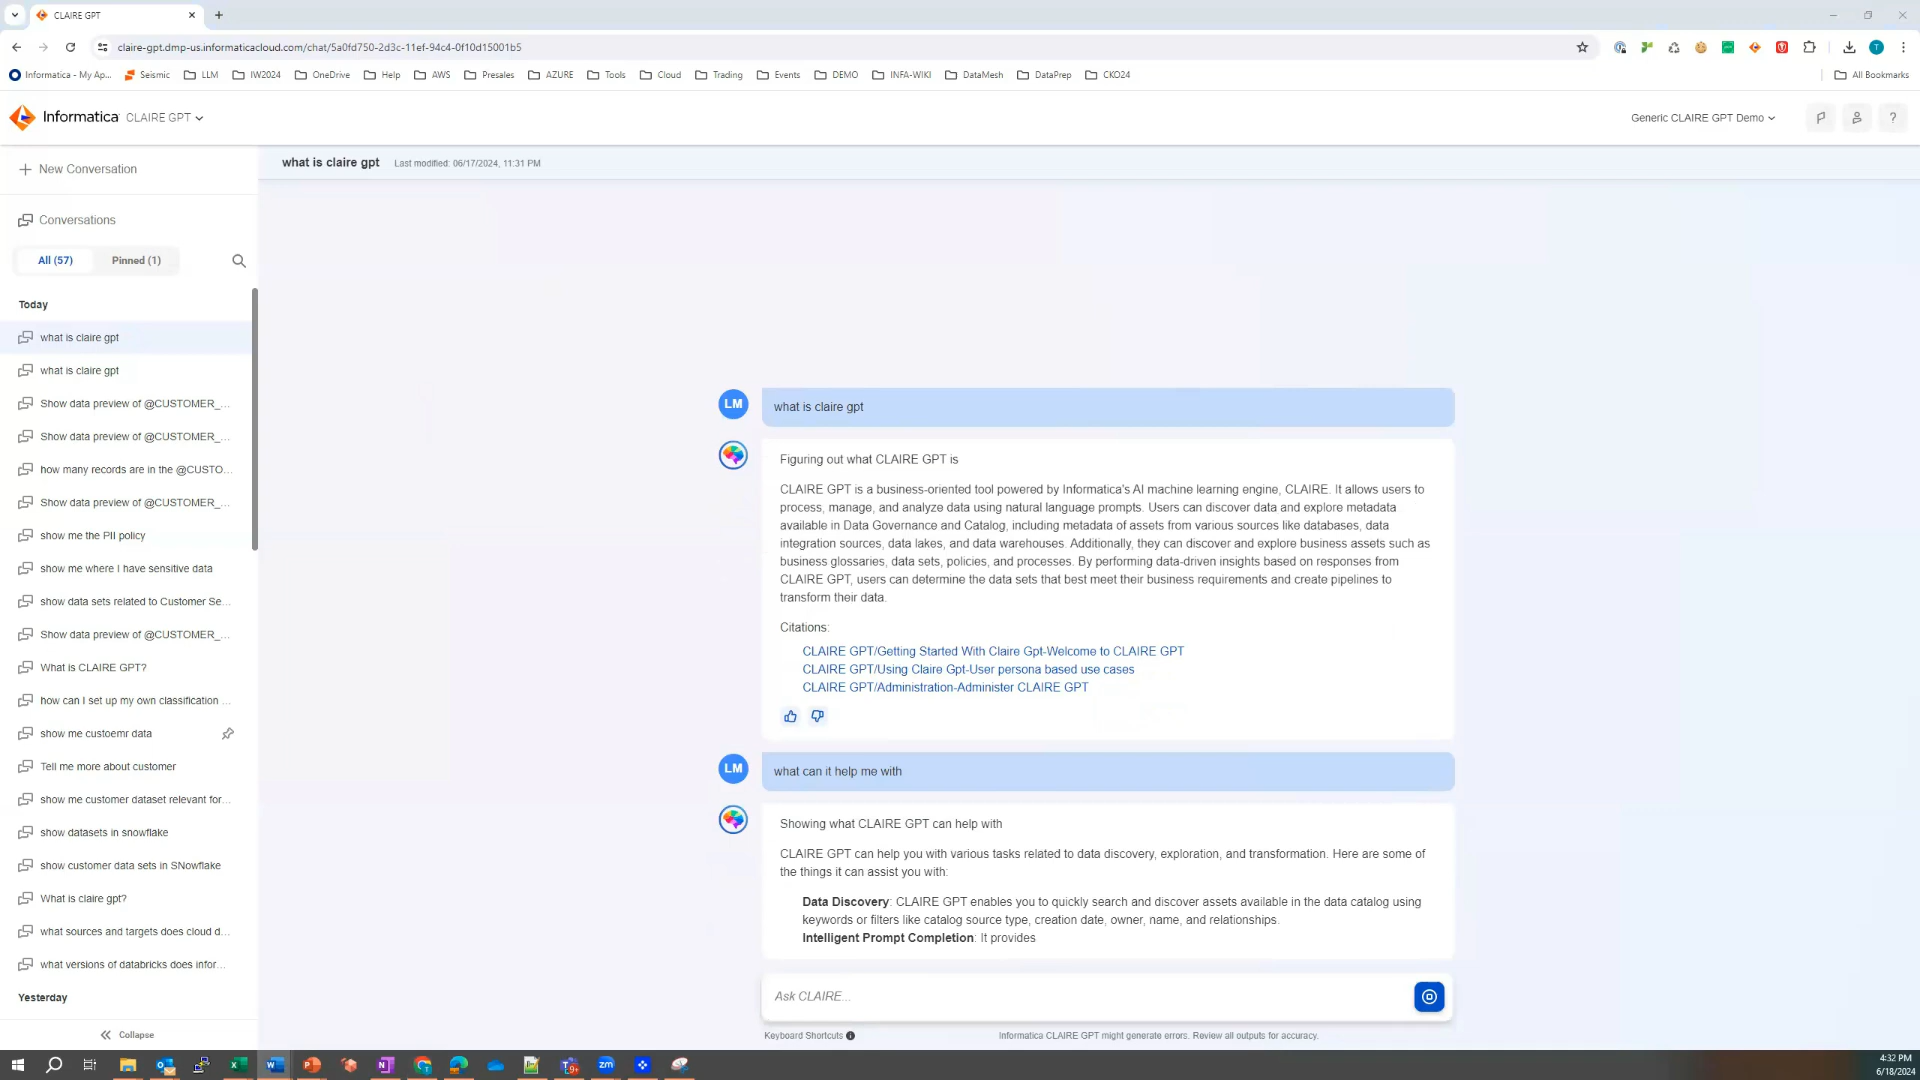 CLAIRE GPT
claire-gpt.dmp-us.informaticacloud.com/chat/5a0fd750-2d3c-11ef-94c4-0f10d15001b5
Informatica - My Ap... Seismic LLM IW2024 OneDrive Help AWS Presales AZURE Tools Cloud Trading Events DEMO INFA-WIKI DataMesh DataPrep CKO24 All Bookmarks
Informatica CLAIRE GPT Generic CLAIRE GPT Demo
New Conversation
what is claire gpt Last modified: 06/17/2024, 11:31 PM
Conversations
All (57) Pinned (1)
Today
what is claire gpt
what is claire gpt
Show data preview of @CUSTOMER_...
Show data preview of @CUSTOMER_...
how many records are in the @CUSTO...
Show data preview of @CUSTOMER_...
show me the PII policy
show me where I have sensitive data
show data sets related to Customer Se...
Show data preview of @CUSTOMER_...
What is CLAIRE GPT?
how can I set up my own classification ...
show me custoemr data
Tell me more about customer
show me customer dataset relevant for...
show datasets in snowflake
show customer data sets in SNowflake
What is claire gpt?
what sources and targets does cloud d...
what versions of databricks does infor...
Yesterday
Collapse
LM what is claire gpt
Figuring out what CLAIRE GPT is
CLAIRE GPT is a business-oriented tool powered by Informatica's AI machine learning engine, CLAIRE. It allows users to
process, manage, and analyze data using natural language prompts. Users can discover data and explore metadata
available in Data Governance and Catalog, including metadata of assets from various sources like databases, data
integration sources, data lakes, and data warehouses. Additionally, they can discover and explore business assets such as
business glossaries, data sets, policies, and processes. By performing data-driven insights based on responses from
CLAIRE GPT, users can determine the data sets that best meet their business requirements and create pipelines to
transform their data.
Citations:
CLAIRE GPT/Getting Started With Claire Gpt-Welcome to CLAIRE GPT
CLAIRE GPT/Using Claire Gpt-User persona based use cases
CLAIRE GPT/Administration-Administer CLAIRE GPT
LM what can it help me with
Showing what CLAIRE GPT can help with
CLAIRE GPT can help you with various tasks related to data discovery, exploration, and transformation. Here are some of
the things it can assist you with:
Data Discovery: CLAIRE GPT enables you to quickly search and discover assets available in the data catalog using
keywords or filters like catalog source type, creation date, owner, name, and relationships.
Intelligent Prompt Completion: It provides
Ask CLAIRE...
Keyboard Shortcuts Informatica CLAIRE GPT might generate errors. Review all outputs for accuracy.
4:32 PM
6/18/2024